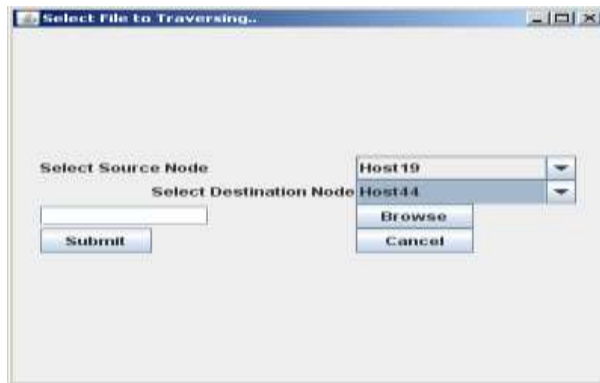 Select File to Traversing..
Select Source Node Host19
Select Destination Node Host44
Browse
Submit Cancel